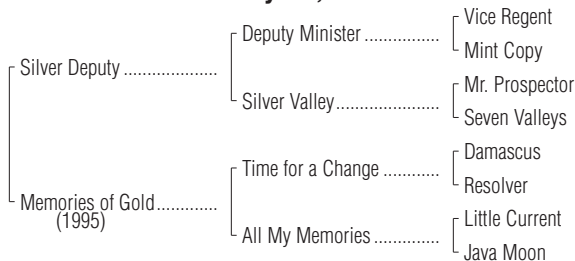 Vice Regent
Deputy Minister ................
Mint Copy
Silver Deputy ....................
Mr. Prospector
Silver Valley......................
Seven Valleys
Damascus
Time for a Change ............
Resolver
Memories of Gold.............
(1995)
Little Current
All My Memories ..............
Java Moon